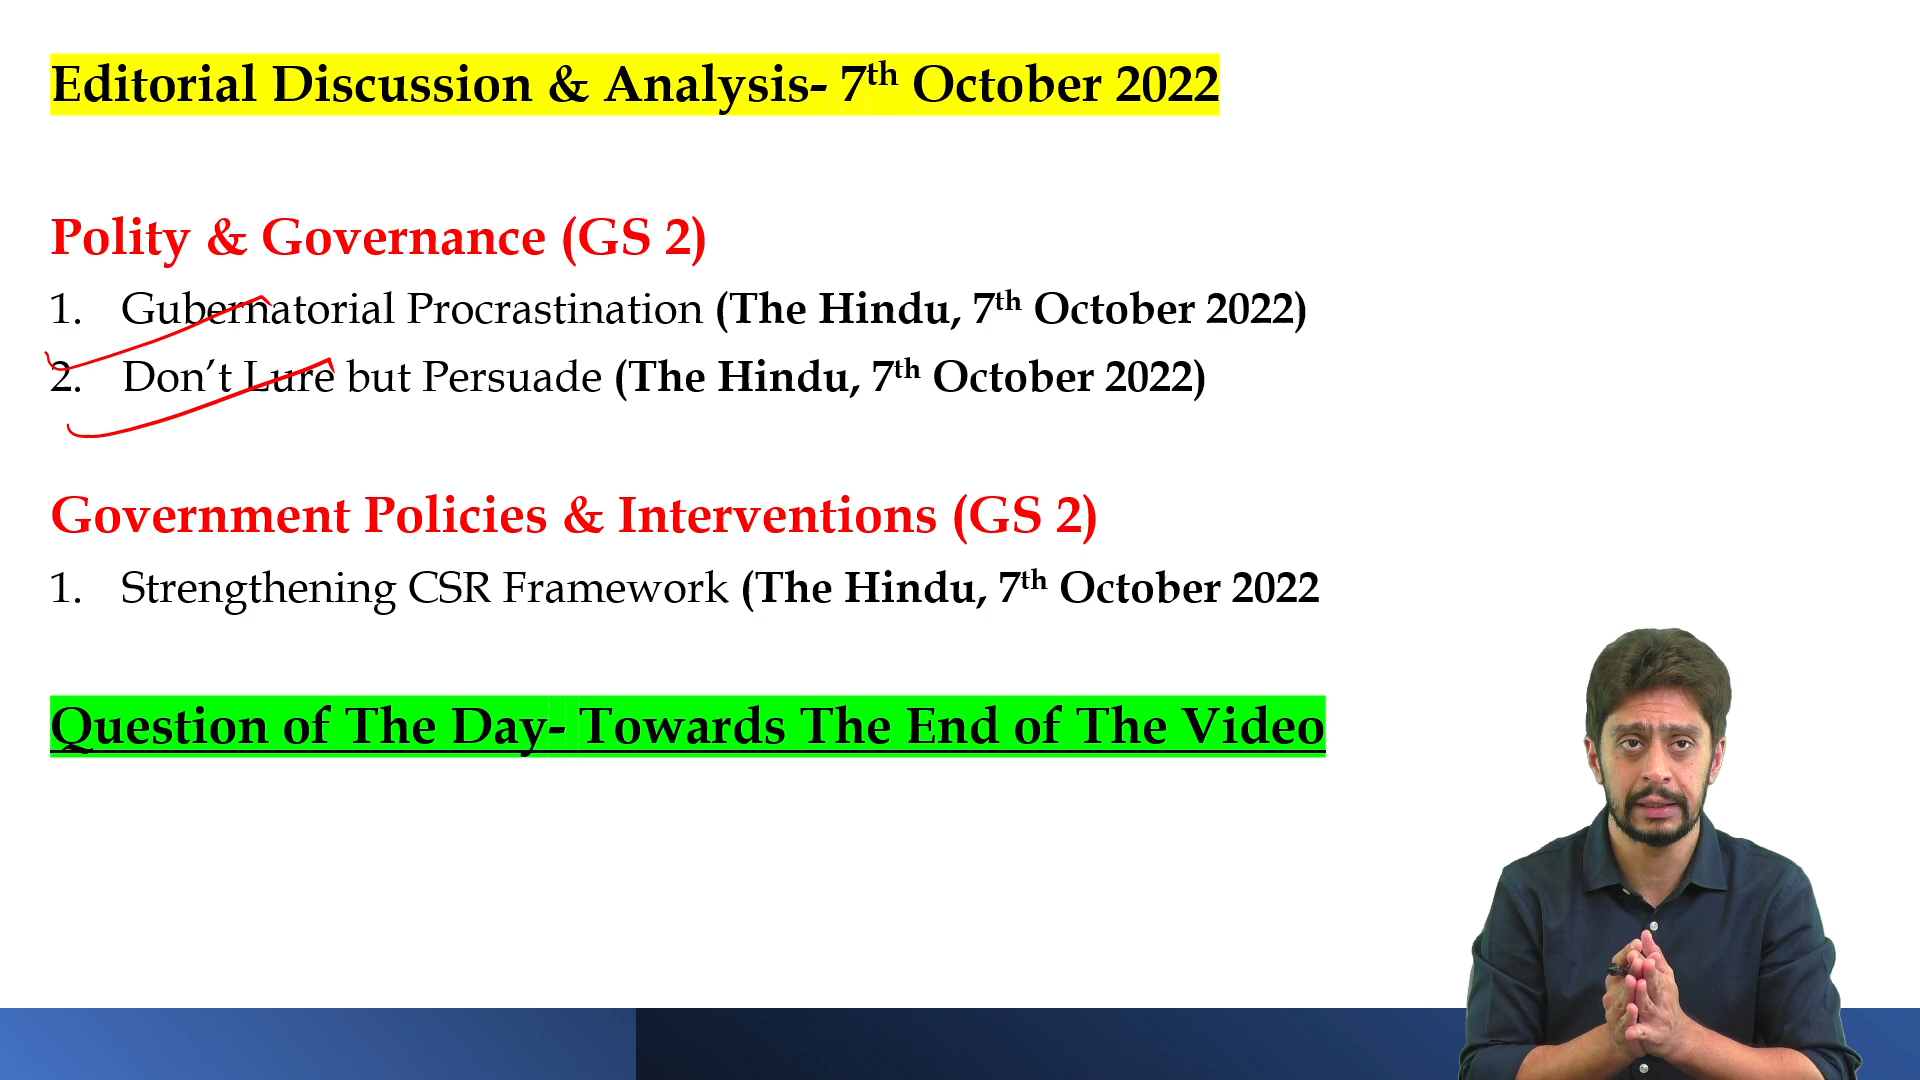 Editorial Discussion & Analysis- 7th October 2022
Polity & Governance (GS 2)
1. Gubernatorial Procrastination (The Hindu, 7th October 2022)
2. Don’t Lure but Persuade (The Hindu, 7th October 2022)
Government Policies & Interventions (GS 2)
1. Strengthening CSR Framework (The Hindu, 7th October 2022
Question of The Day- Towards The End of The Video